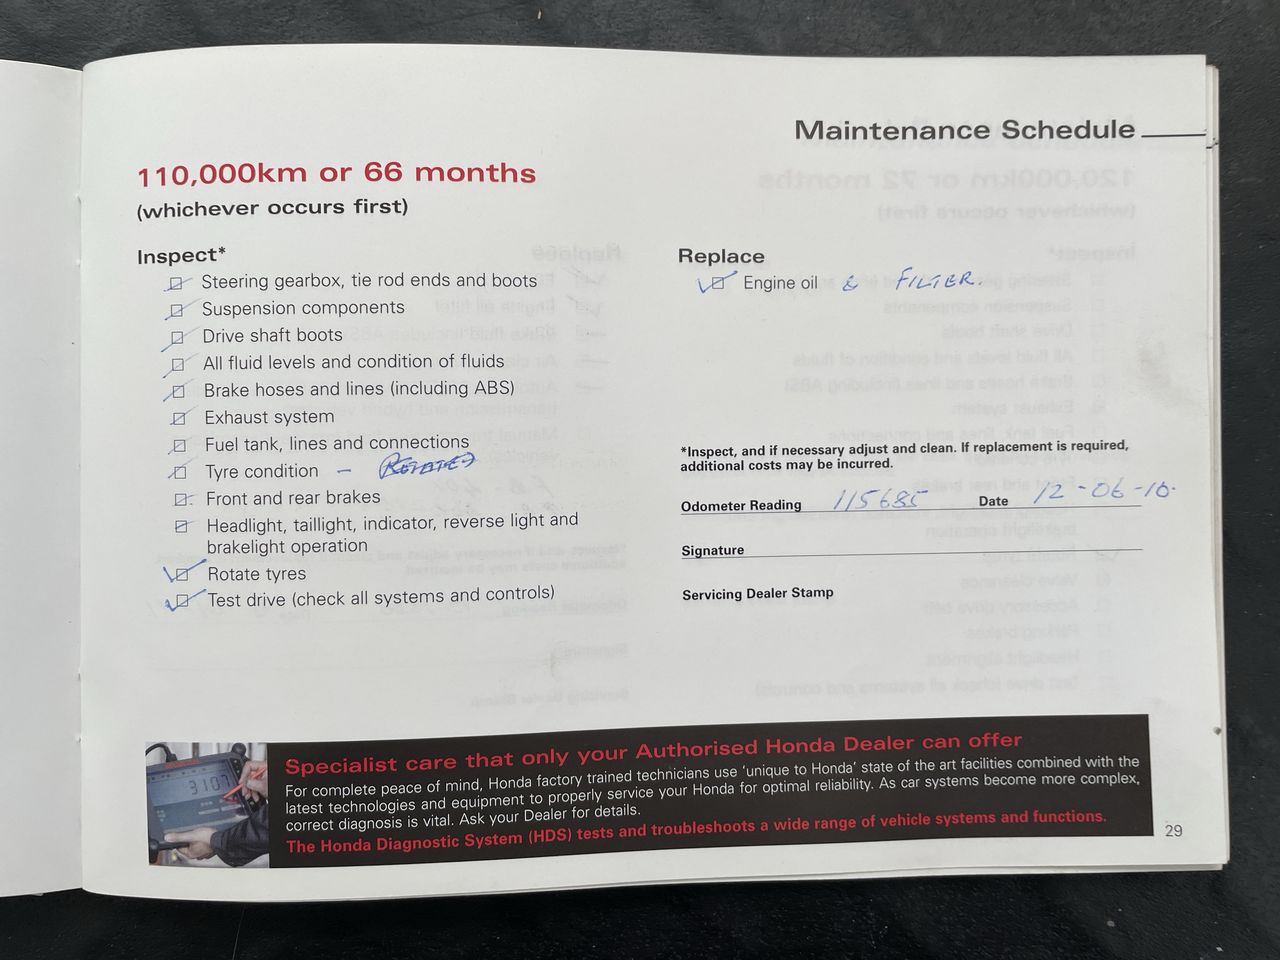 Maintenance Schedule
110,000km or 66 months
(whichever occurs first)
Inspect*
Steering gearbox, tie rod ends and boots
Suspension components
Drive shaft boots
All fluid levels and condition of fluids
Brake hoses and lines (including ABS)
Exhaust system
Fuel tank, lines and connections
Tyre condition – ROTATED
Front and rear brakes
Headlight, taillight, indicator, reverse light and
brakelight operation
Rotate tyres
Test drive (check all systems and controls)
Replace
Engine oil & FILTER.
*Inspect, and if necessary adjust and clean. If replacement is required,
additional costs may be incurred.
Odometer Reading 115685 Date 12-06-10.
Signature
Servicing Dealer Stamp
3107
Specialist care that only your Authorised Honda Dealer can offer
For complete peace of mind, Honda factory trained technicians use ‘unique to Honda’ state of the art facilities combined with the
latest technologies and equipment to properly service your Honda for optimal reliability. As car systems become more complex,
correct diagnosis is vital. Ask your Dealer for details.
The Honda Diagnostic System (HDS) tests and troubleshoots a wide range of vehicle systems and functions.
29